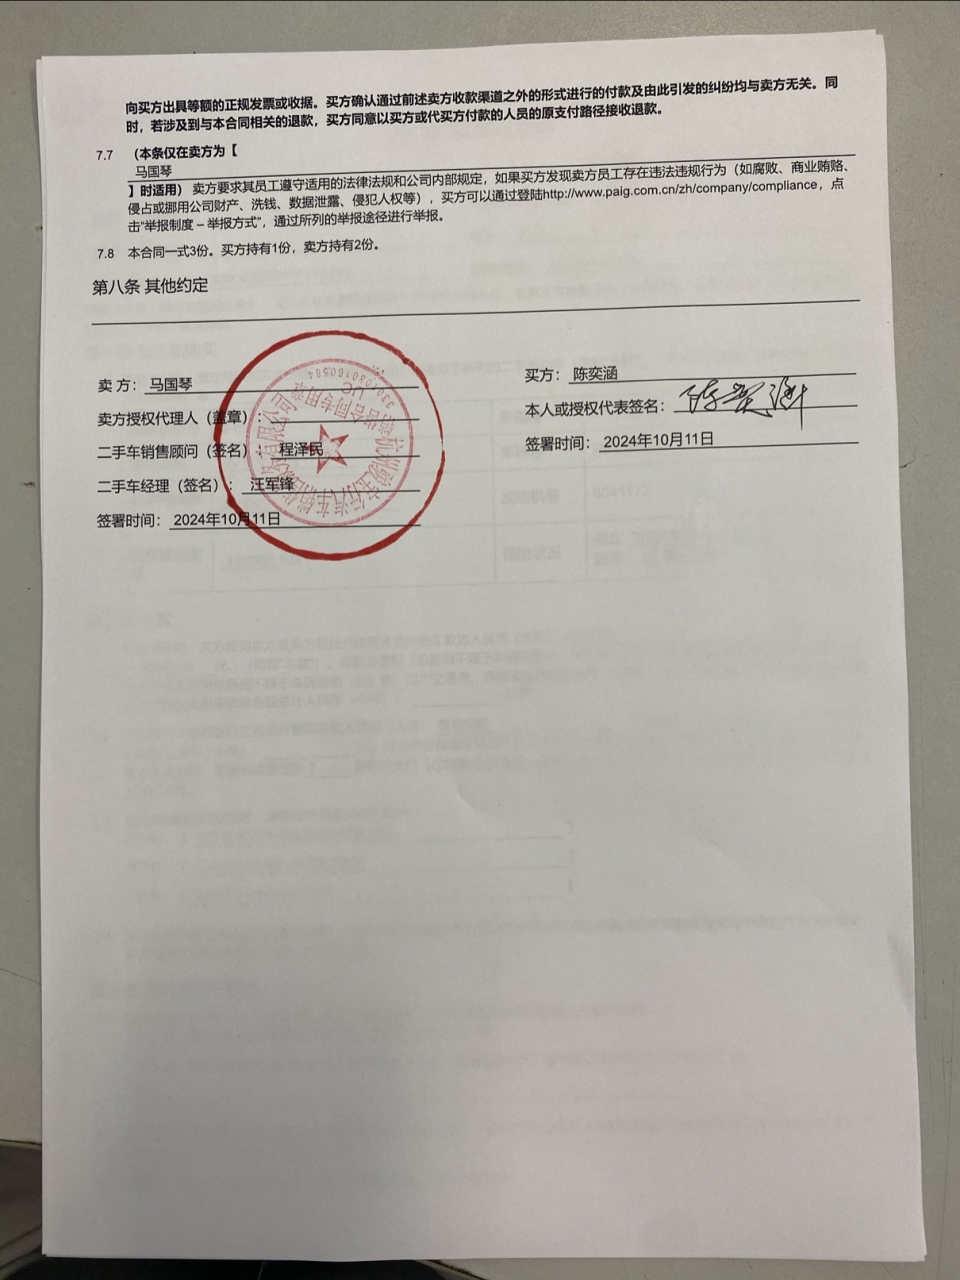 向买方出具等额的正规发票或收据。买方确认通过前述卖方收款渠道之外的形式进行的付款及由此引发的纠纷均与卖方无关。同
时，若涉及到与本合同相关的退款，买方同意以买方或代买方付款的人员的原支付路径接收退款。
7.7 （本条仅在卖方为【
马国琴
】时适用）卖方要求其员工遵守适用的法律法规和公司内部规定，如果买方发现卖方员工存在违法违规行为（如腐败、商业贿赂、
侵占或挪用公司财产、洗钱、数据泄露、侵犯人权等），买方可以通过登陆http://www.paig.com.cn/zh/company/compliance，点
击“举报制度 – 举报方式”，通过所列的举报途径进行举报。
7.8 本合同一式3份。买方持有1份，卖方持有2份。
第八条 其他约定
卖 方：马国琴
卖方授权代理人（盖章）：
二手车销售顾问（签名）：程泽民
二手车经理（签名）：汪军锋
签署时间：2024年10月11日
买方：陈奕涵
本人或授权代表签名：陈奕涵
签署时间：2024年10月11日
销售合同专用章
UC